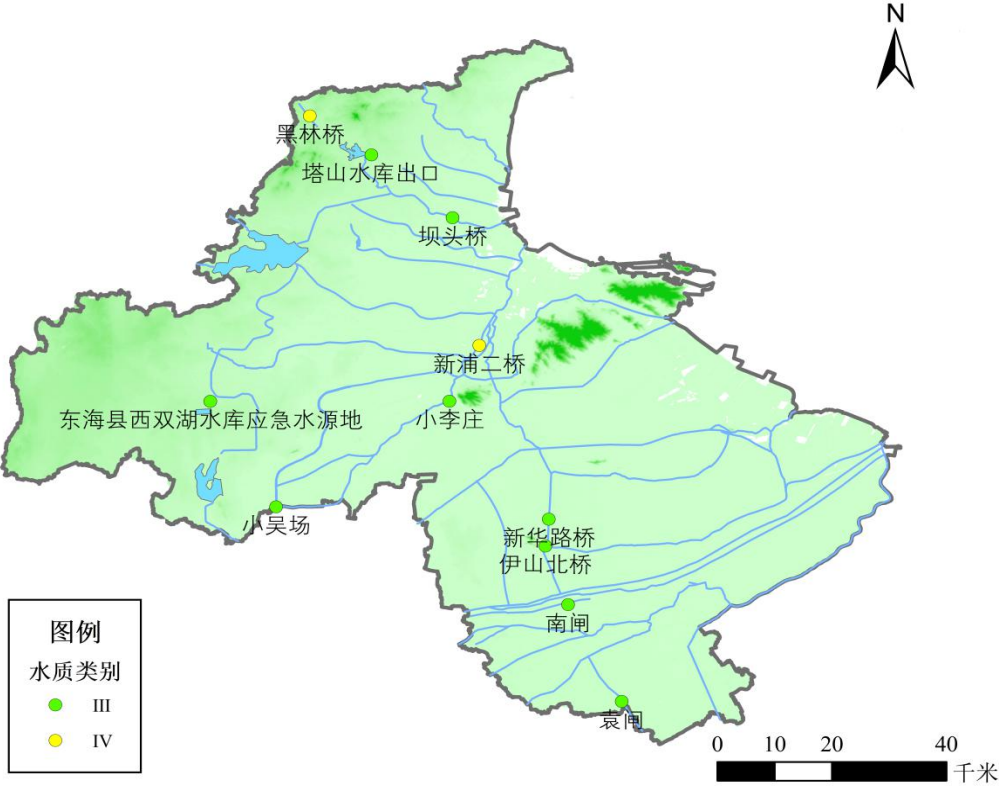 N
黑林桥
塔山水库出口
坝头桥
新浦二桥
东海县西双湖水库应急水源地
小李庄
小吴场
新华路桥
伊山北桥
南闸
袁闸
图例
水质类别
III
IV
0 10 20 40
千米